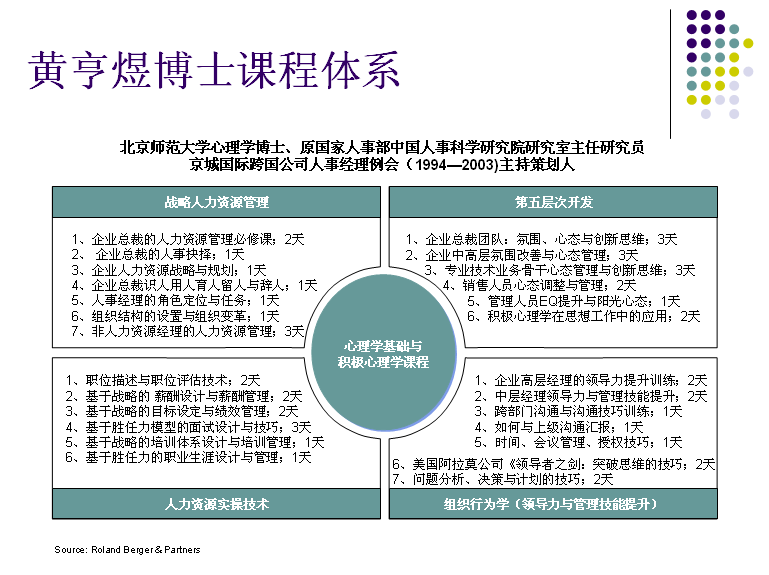 黄亨煜博士课程体系
北京师范大学心理学博士、原国家人事部中国人事科学研究院研究室主任研究员
京城国际跨国公司人事经理例会（1994—2003)主持策划人
战略人力资源管理
1、企业总裁的人力资源管理必修课；2天
2、 企业总裁的人事抉择；1天
3、企业人力资源战略与规划；1天
4、企业总裁识人用人育人留人与辞人；1天
5、人事经理的角色定位与任务；1天
6、组织结构的设置与组织变革；1天
7、非人力资源经理的人力资源管理；3天
第五层次开发
1、企业总裁团队：氛围、心态与创新思维；3天
2、企业中高层氛围改善与心态管理；3天
3、专业技术业务骨干心态管理与创新思维；3天
4、销售人员心态调整与管理；2天
5、管理人员EQ提升与阳光心态；1天
6、积极心理学在思想工作中的应用；2天
心理学基础与
积极心理学课程
1、职位描述与职位评估技术；2天
2、基于战略的 薪酬设计与薪酬管理；2天
3、基于战略的目标设定与绩效管理；2天
4、基于胜任力模型的面试设计与技巧；3天
5、基于战略的培训体系设计与培训管理；1天
6、基于胜任力的职业生涯设计与管理；1天
人力资源实操技术
1、企业高层经理的领导力提升训练；2天
2、中层经理领导力与管理技能提升；2天
3、跨部门沟通与沟通技巧训练；1天
4、如何与上级沟通汇报；1天
5、时间、会议管理、授权技巧；1天
6、美国阿拉莫公司《领导者之剑：突破思维的技巧；2天
7、问题分析、决策与计划的技巧；2天
组织行为学（领导力与管理技能提升）
Source: Roland Berger & Partners